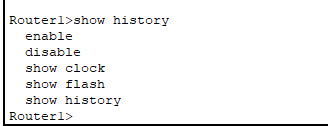 Router1>show history
  enable
  disable
  show clock
  show flash
  show history
Router1>